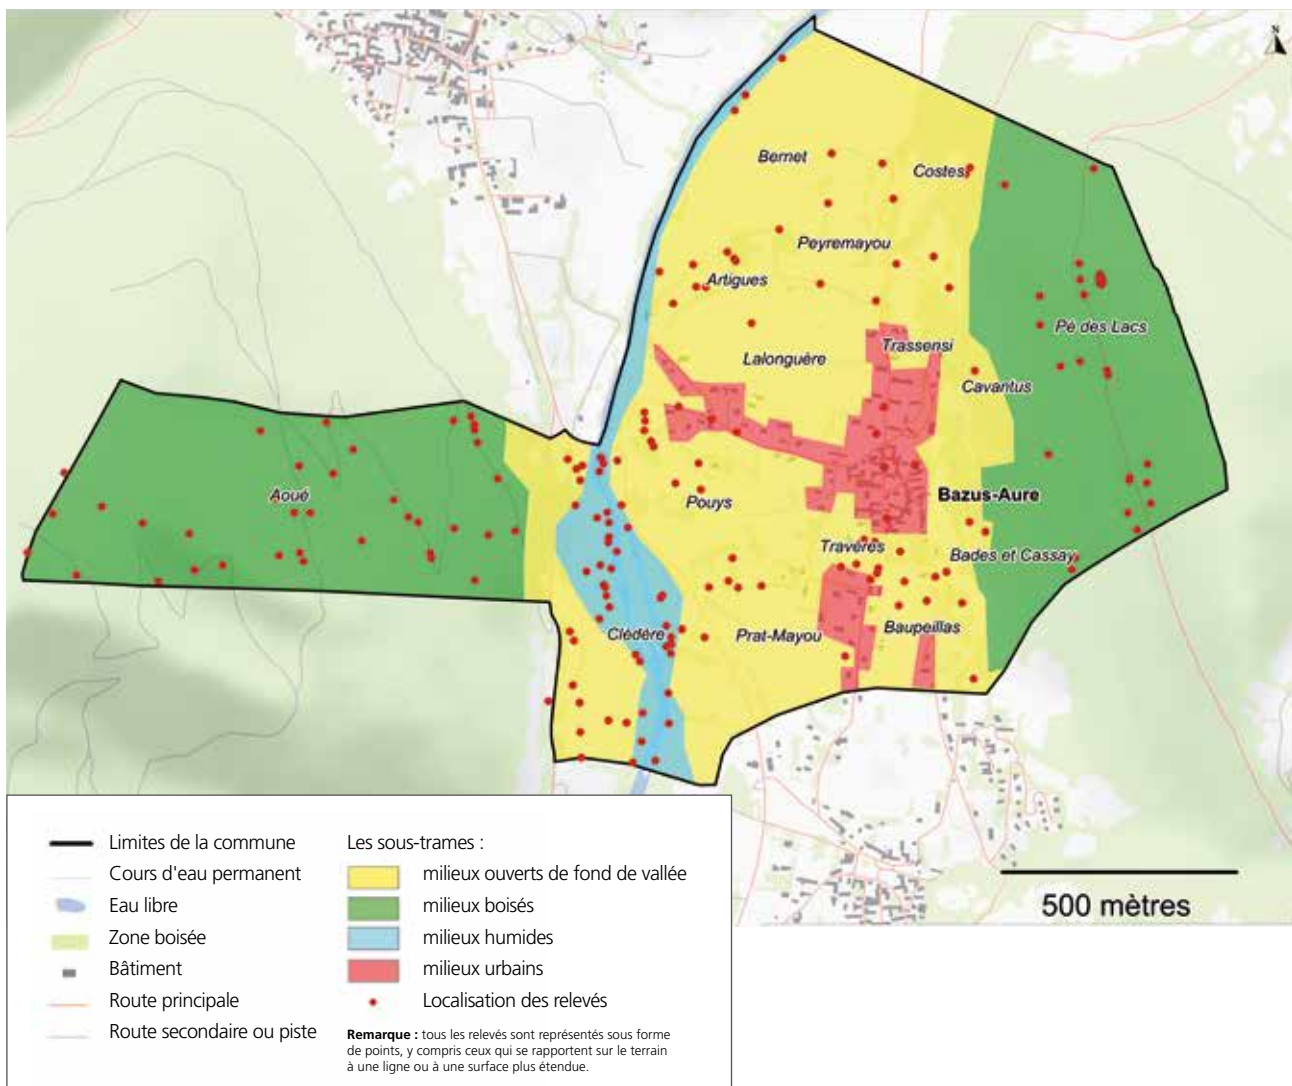 N
Bernet
Costes
Peyremayou
Artigues
Lalonguère
Trassensi
Pé des Lacs
Cavantus
Aoué
Pouys
Bazus-Aure
Travères
Bades et Cassay
Clédère
Prat-Mayou
Baupeillas
500 mètres
Limites de la commune
Cours d'eau permanent
Eau libre
Zone boisée
Bâtiment
Route principale
Route secondaire ou piste
Les sous-trames :
milieux ouverts de fond de vallée
milieux boisés
milieux humides
milieux urbains
Localisation des relevés
Remarque : tous les relevés sont représentés sous forme
de points, y compris ceux qui se rapportent sur le terrain
à une ligne ou à une surface plus étendue.